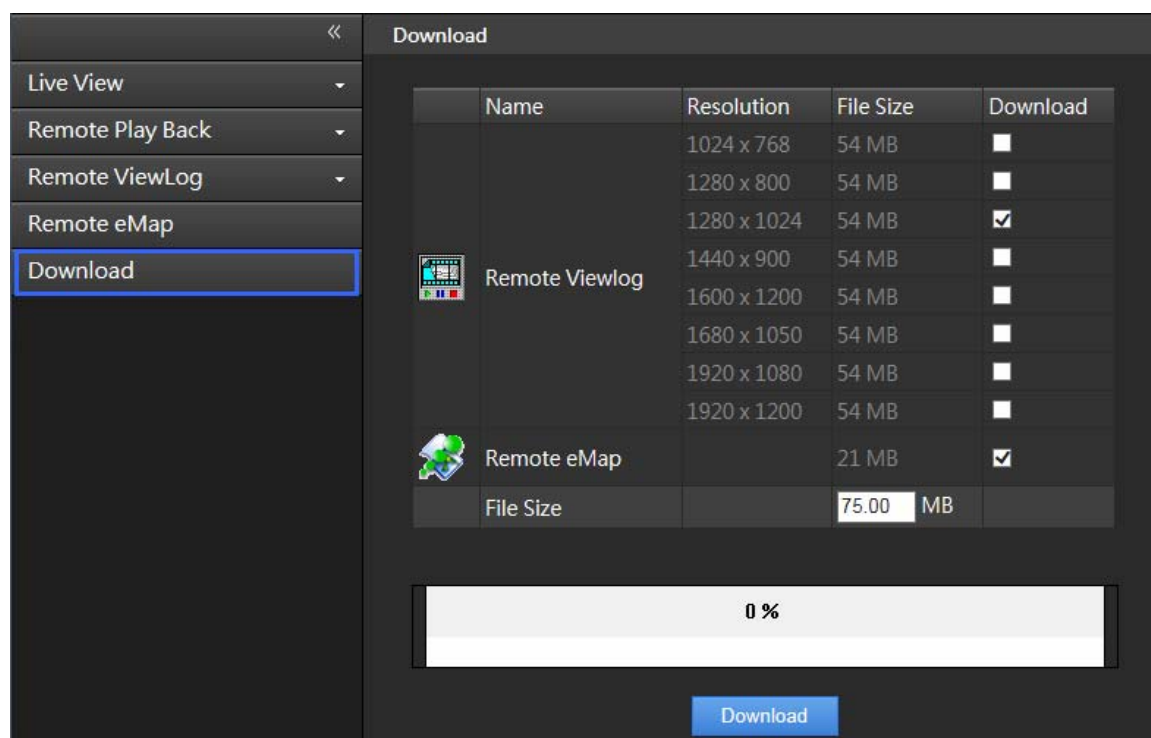 «
Download
Live View
Remote Play Back
Remote ViewLog
Remote eMap
Download
Name Resolution File Size Download
1024 x 768 54 MB
1280 x 800 54 MB
1280 x 1024 54 MB
Remote Viewlog
1440 x 900 54 MB
1600 x 1200 54 MB
1680 x 1050 54 MB
1920 x 1080 54 MB
1920 x 1200 54 MB
Remote eMap 21 MB
File Size 75.00 MB
0 %
Download